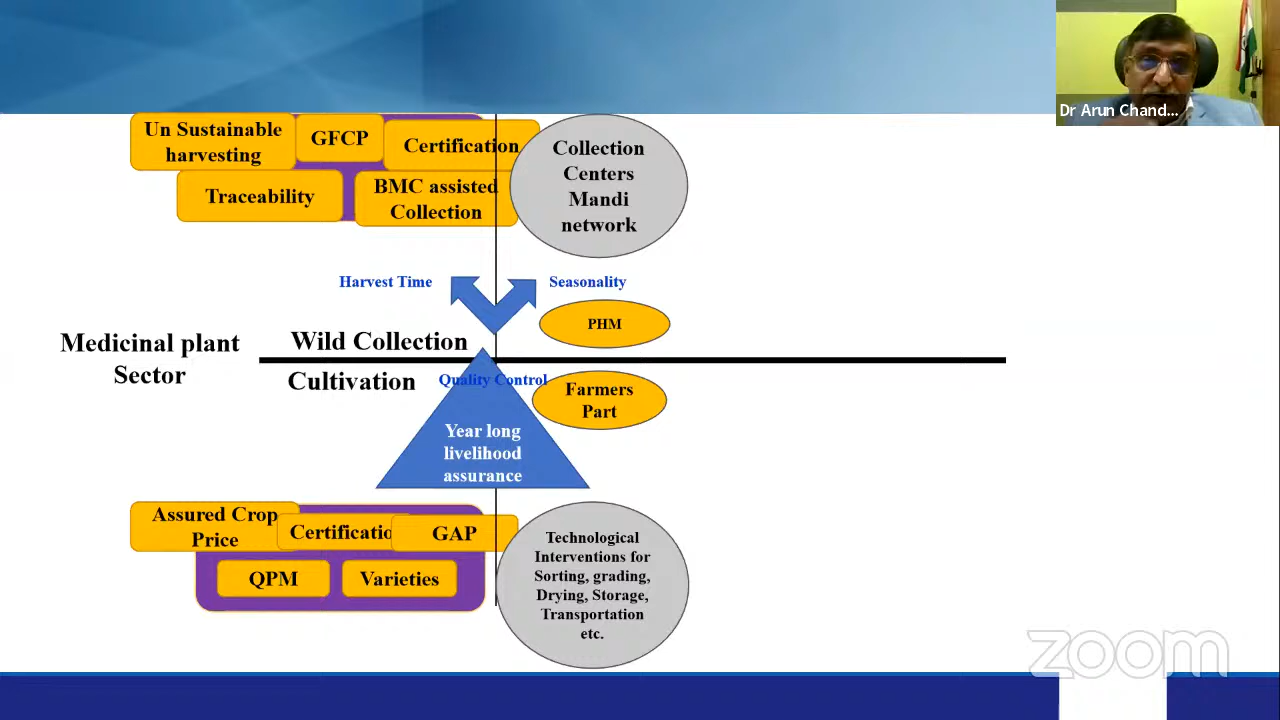 Dr Arun Chand...
Un Sustainable
harvesting
GFCP
Certification
Traceability
BMC assisted
Collection
Collection
Centers
Mandi
network
Harvest Time
Seasonality
PHM
Medicinal plant
Sector
Wild Collection
Cultivation
Quality Control
Farmers
Part
Year long
livelihood
assurance
Assured Crop
Price
Certificatio
GAP
QPM
Varieties
Technological
Interventions for
Sorting, grading,
Drying, Storage,
Transportation
etc.
zoom